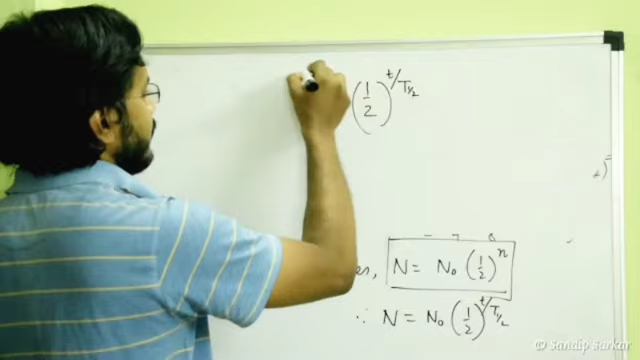 (1/2)^t/T½
N = N₀ (1/2)^n
∴ N = N₀ (1/2)^t/T½
© Sandip Sarkar